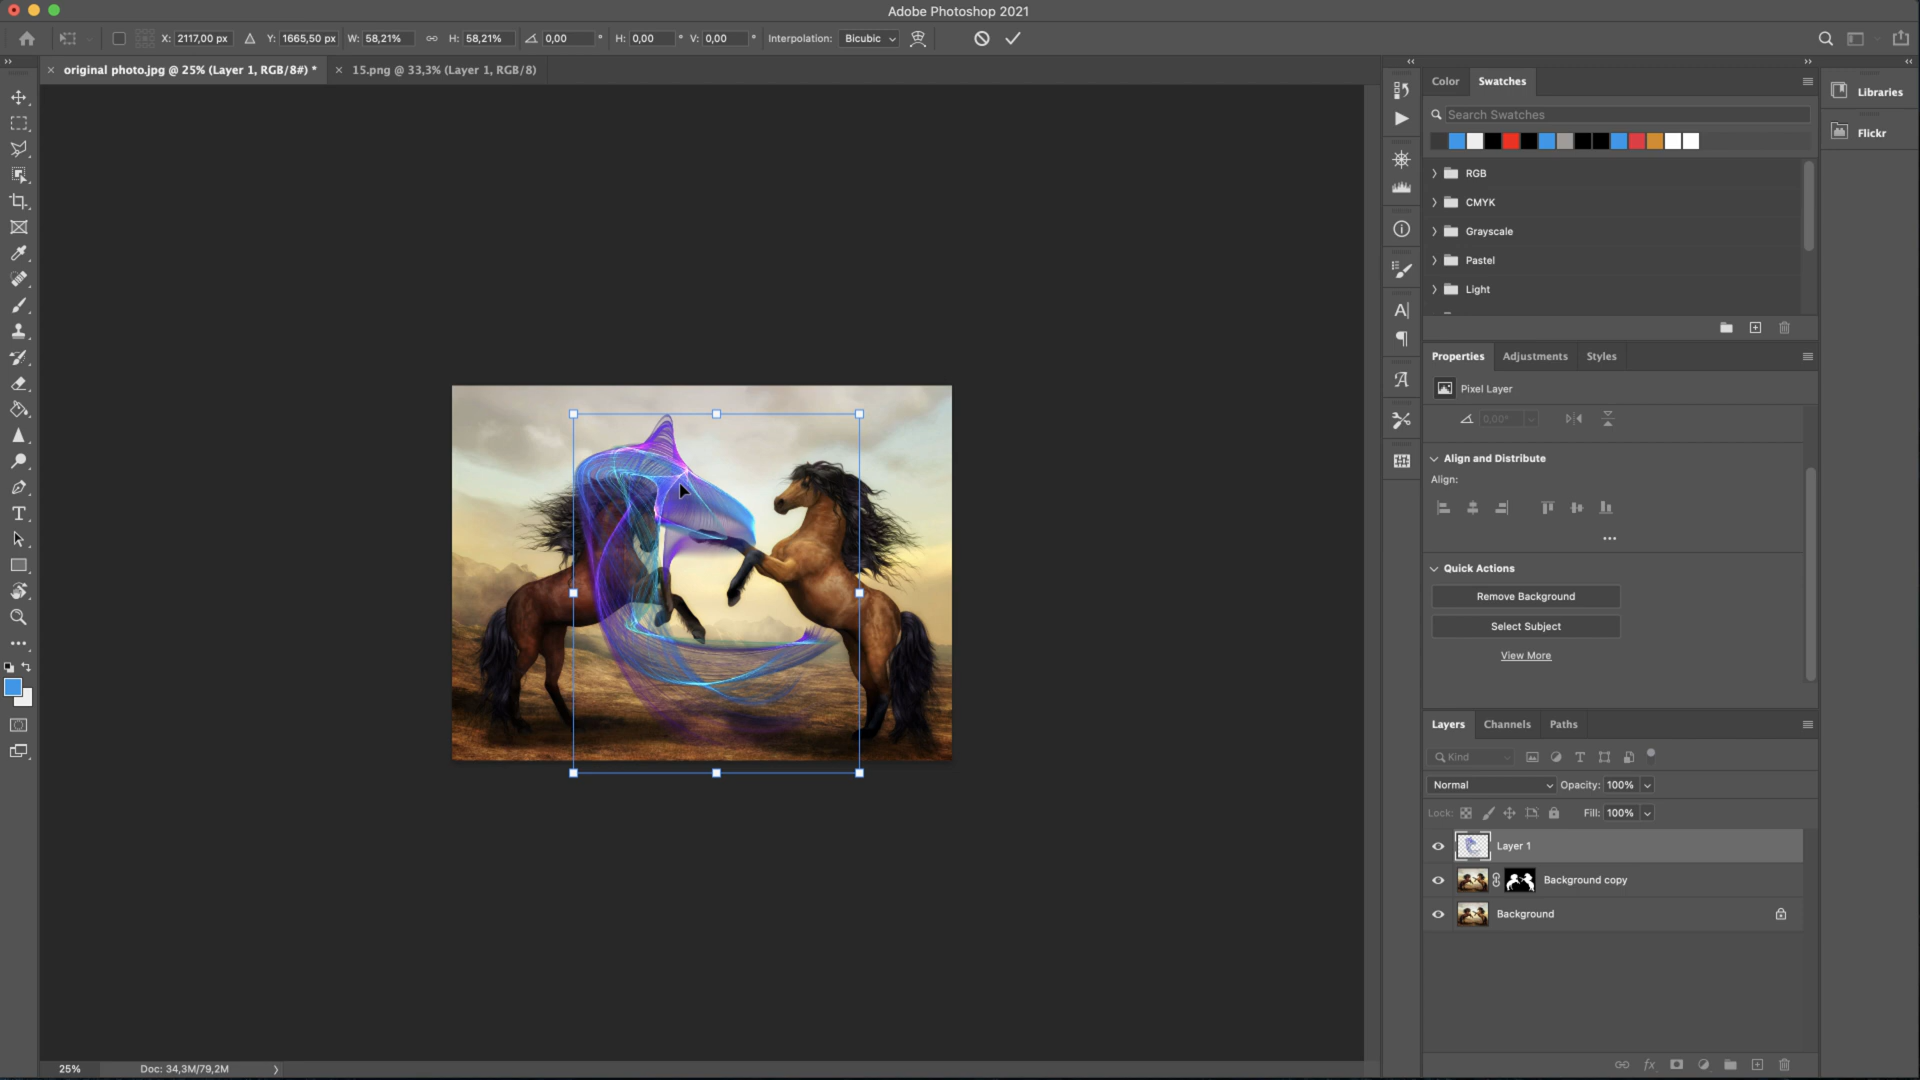 Adobe Photoshop 2021
X: 2117,00 px Y: 1665,50 px W: 58,21% H: 58,21% 0,00 ° H: 0,00 ° V: 0,00 ° Interpolation: Bicubic
original photo.jpg @ 25% (Layer 1, RGB/8#) * 15.png @ 33,3% (Layer 1, RGB/8)
Color Swatches
Search Swatches
RGB
CMYK
Grayscale
Pastel
Light
Libraries
Flickr
Properties Adjustments Styles
Pixel Layer
0,00°
Align and Distribute
Align:
Quick Actions
Remove Background
Select Subject
View More
Layers Channels Paths
Kind
Normal Opacity: 100%
Lock: Fill: 100%
Layer 1
Background copy
Background
fx
25% Doc: 34,3M/79,2M